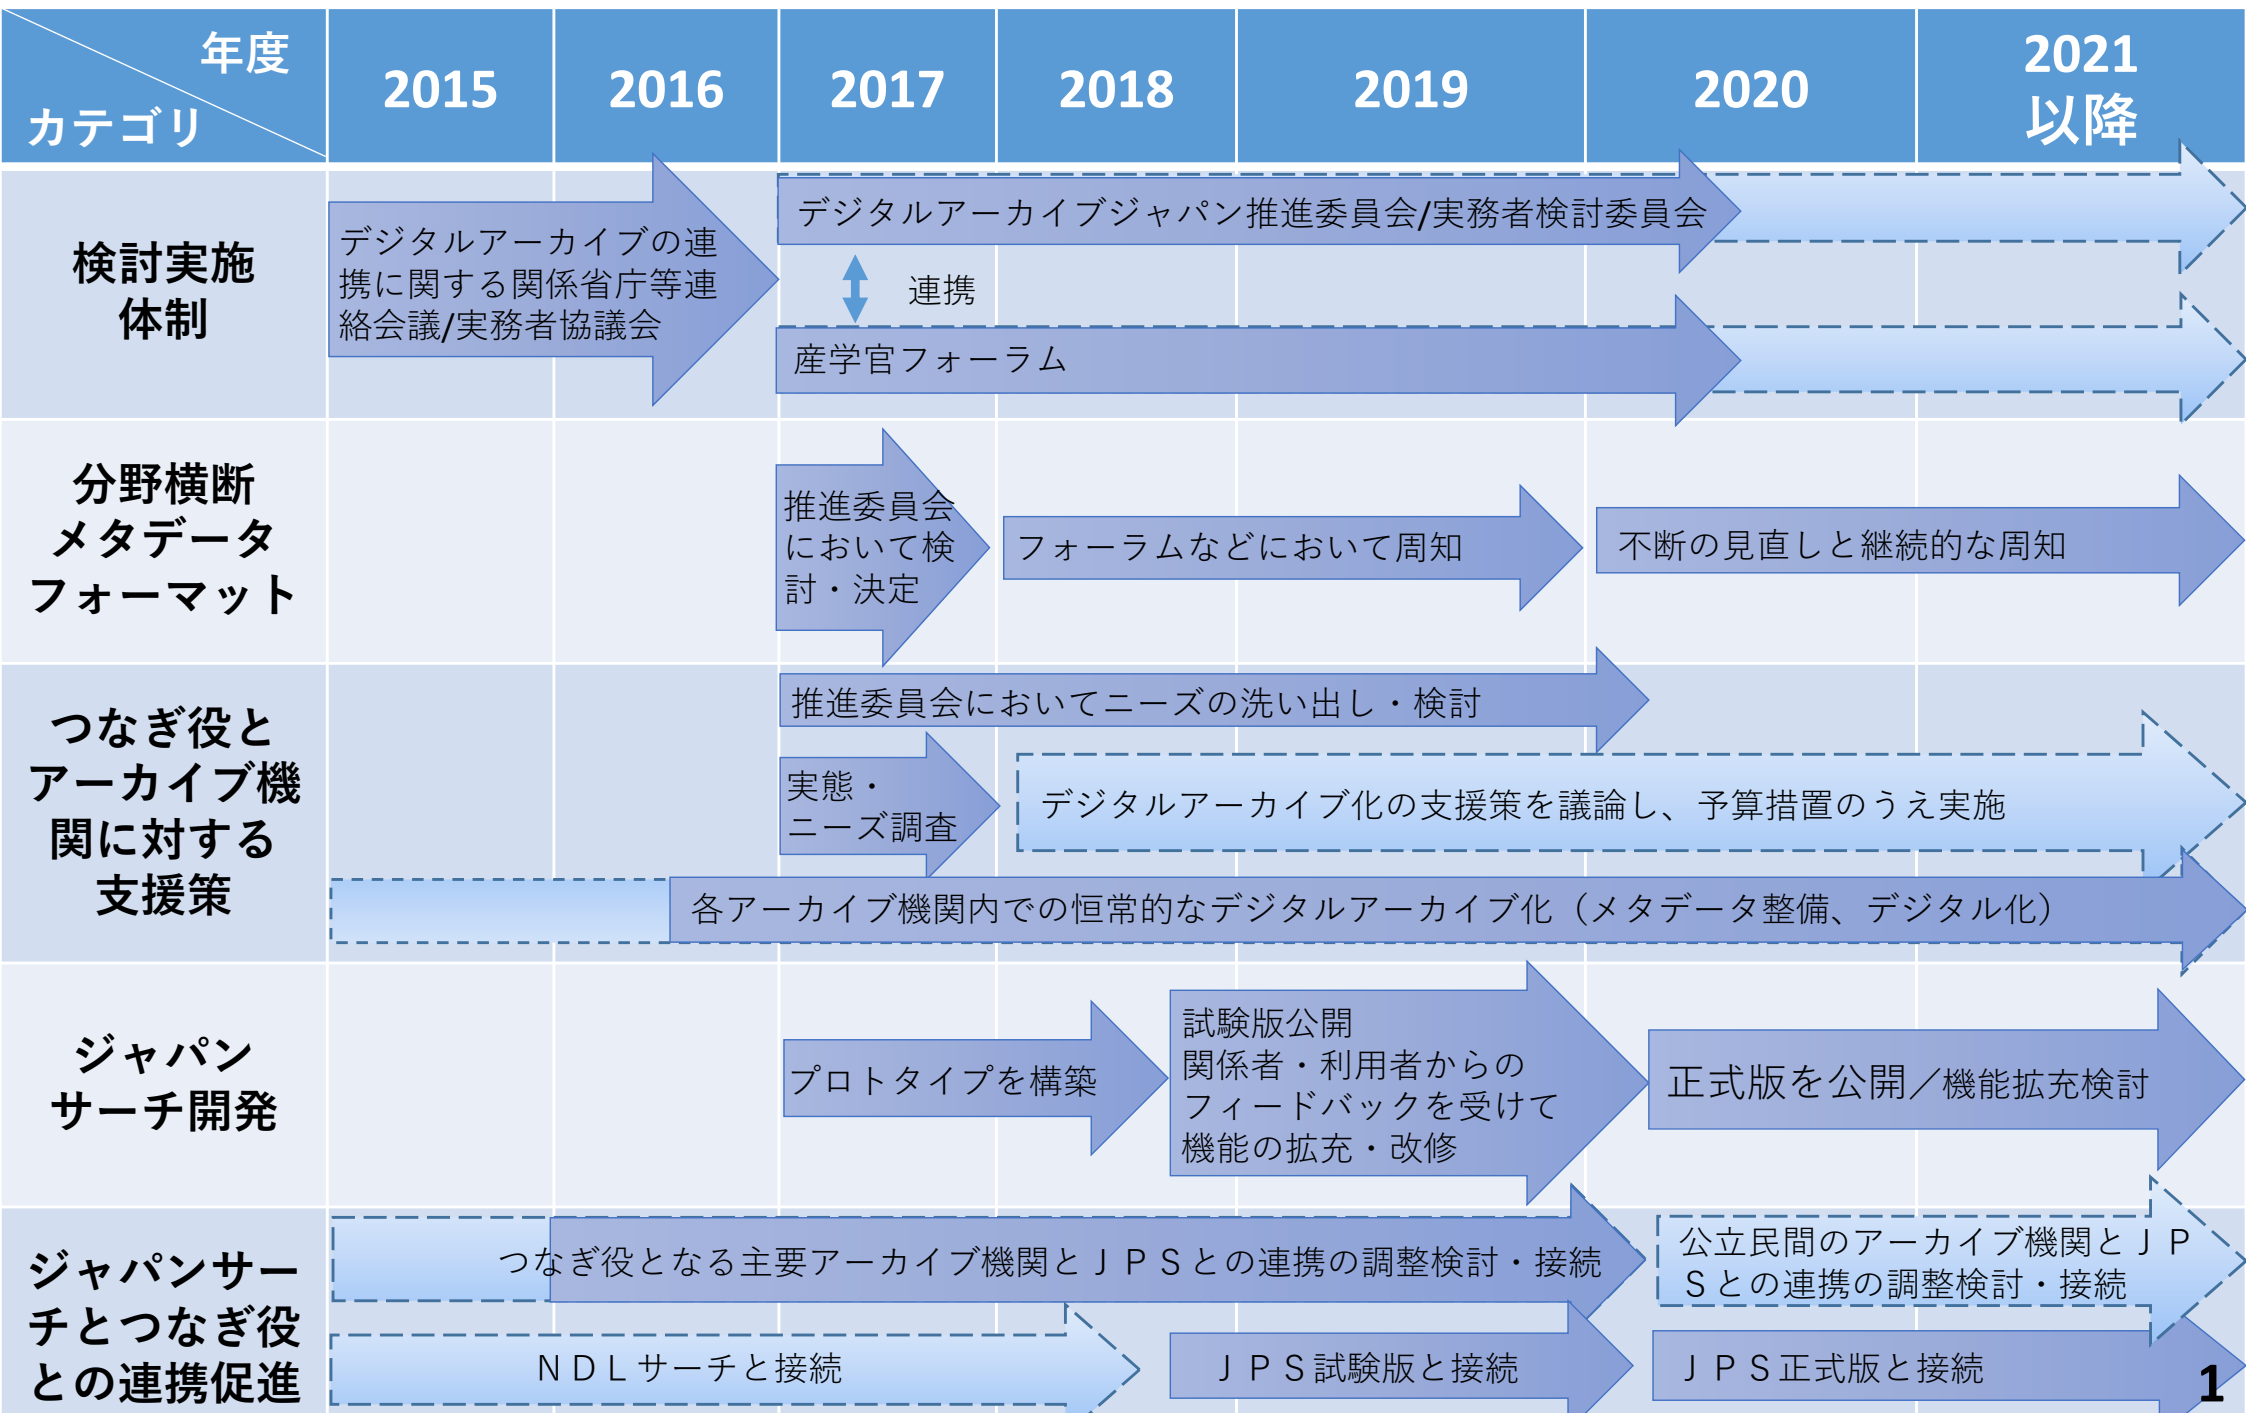 年度
カテゴリ
2015
2016
2017
2018
2019
2020
2021
以降
検討実施
体制
デジタルアーカイブの連
携に関する関係省庁等連
絡会議/実務者協議会
デジタルアーカイブジャパン推進委員会/実務者検討委員会
連携
産学官フォーラム
分野横断
メタデータ
フォーマット
推進委員会
において検
討・決定
フォーラムなどにおいて周知
不断の見直しと継続的な周知
つなぎ役と
アーカイブ機
関に対する
支援策
推進委員会においてニーズの洗い出し・検討
実態・
ニーズ調査
デジタルアーカイブ化の支援策を議論し、予算措置のうえ実施
各アーカイブ機関内での恒常的なデジタルアーカイブ化（メタデータ整備、デジタル化）
ジャパン
サーチ開発
プロトタイプを構築
試験版公開
関係者・利用者からの
フィードバックを受けて
機能の拡充・改修
正式版を公開／機能拡充検討
ジャパンサー
チとつなぎ役
との連携促進
つなぎ役となる主要アーカイブ機関とＪＰＳとの連携の調整検討・接続
公立民間のアーカイブ機関とＪＰ
Ｓとの連携の調整検討・接続
ＮＤＬサーチと接続
ＪＰＳ試験版と接続
ＪＰＳ正式版と接続
1